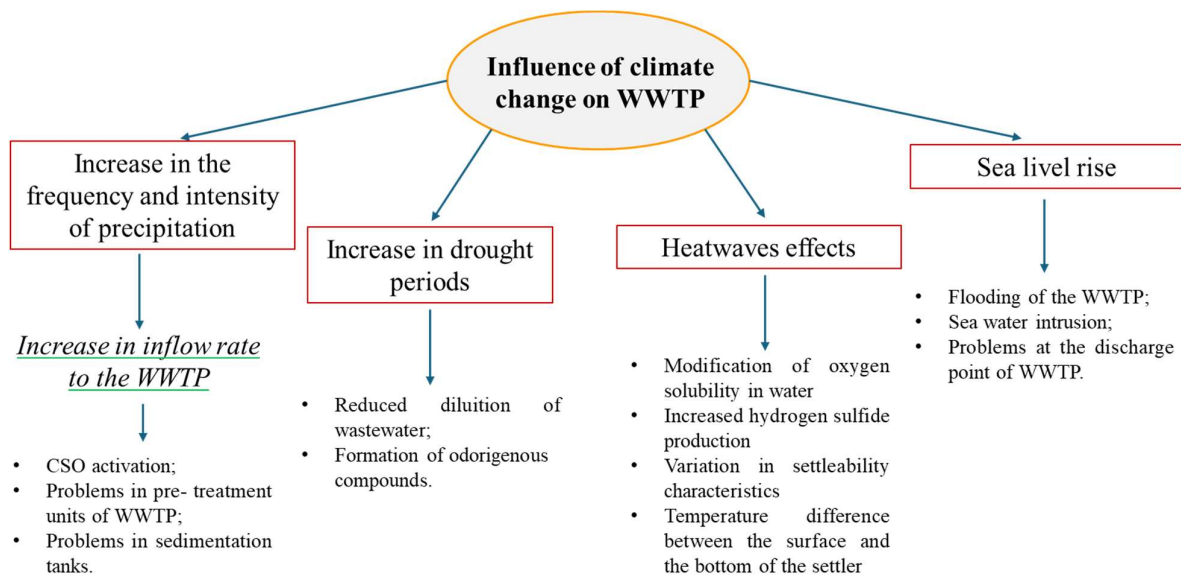 Influence of climate
change on WWTP
Increase in the
frequency and intensity
of precipitation
Increase in inflow rate
to the WWTP
• CSO activation;
• Problems in pre- treatment
units of WWTP;
• Problems in sedimentation
tanks.
Increase in drought
periods
• Reduced diluition of
wastewater;
• Formation of odorigenous
compounds.
Heatwaves effects
• Modification of oxygen
solubility in water
• Increased hydrogen sulfide
production
• Variation in settleability
characteristics
• Temperature difference
between the surface and
the bottom of the settler
Sea livel rise
• Flooding of the WWTP;
• Sea water intrusion;
• Problems at the discharge
point of WWTP.